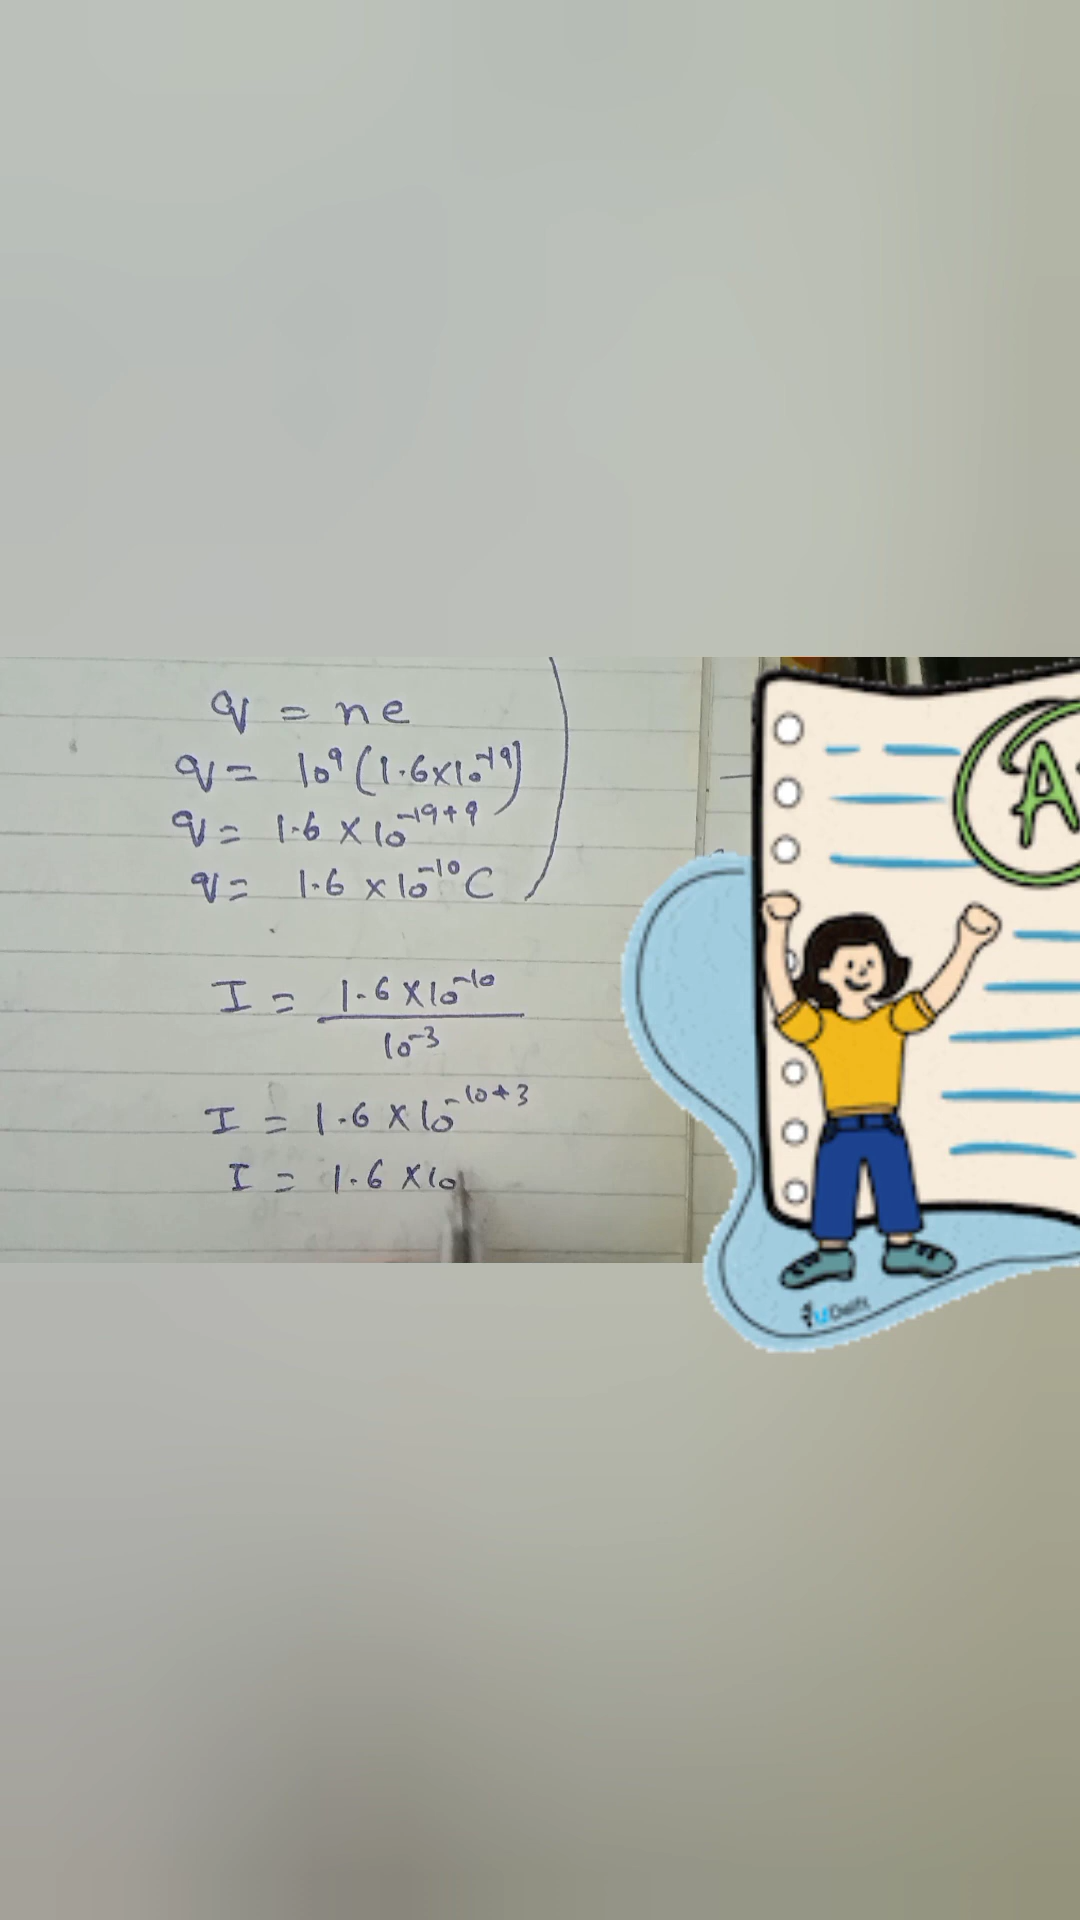 q = ne
q = 10⁹ (1.6×10⁻¹⁹)
q = 1.6 × 10⁻¹⁹⁺⁹
q = 1.6 × 10⁻¹⁰ C
I = 1.6 × 10⁻¹⁰
10⁻³
I = 1.6 × 10⁻¹⁰⁺³
I = 1.6 × 10
A